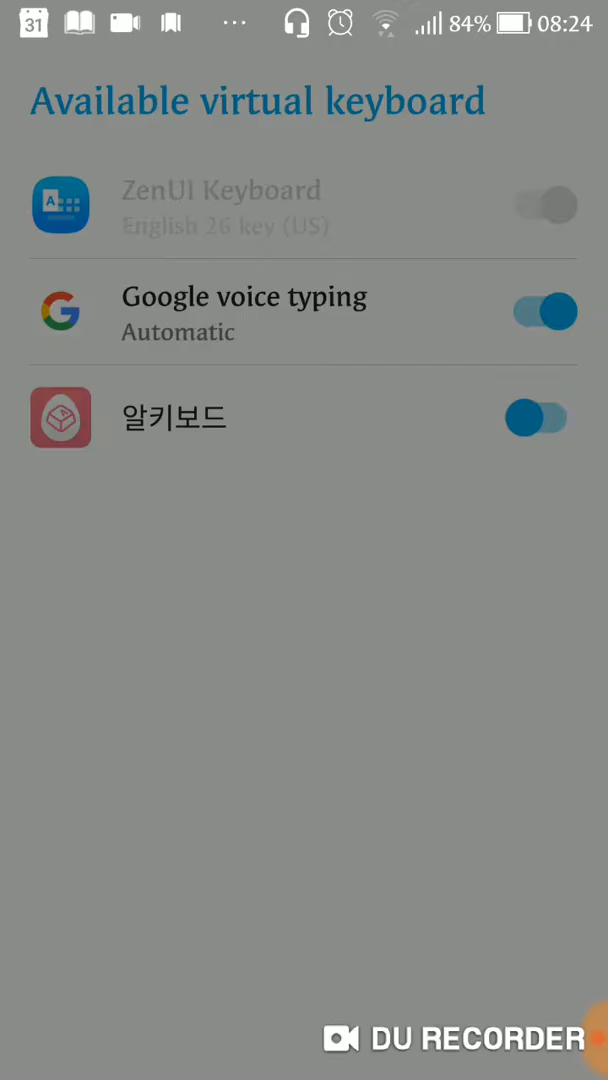 31 84% 08:24
Available virtual keyboard
ZenUI Keyboard
English 26 key (US)
Google voice typing
Automatic
알키보드
DU RECORDER